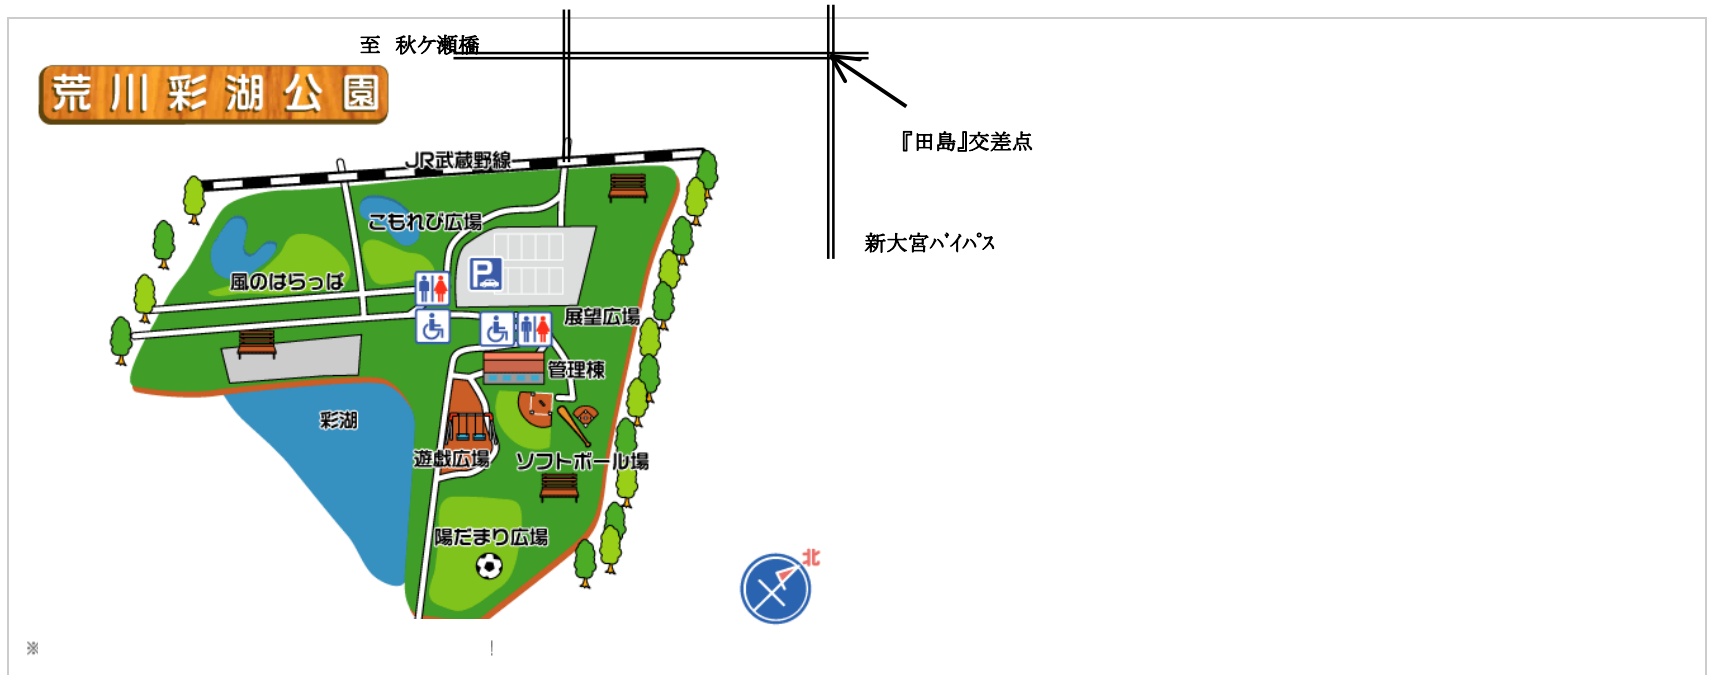 至　秋ケ瀬橋
荒川彩湖公園
『田島』交差点
JR武蔵野線
こもれび広場
新大宮ﾊﾞｲﾊﾟｽ
P
風のはらっぱ
展望広場
管理棟
彩湖
遊戯広場
ソフトボール場
陽だまり広場
北
※
!